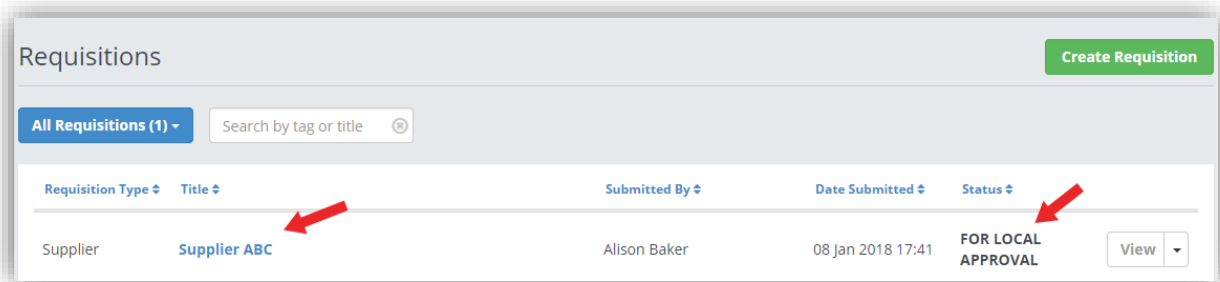 Requisitions
Create Requisition
All Requisitions (1)
Search by tag or title
Requisition Type Title Submitted By Date Submitted Status
Supplier Supplier ABC Alison Baker 08 Jan 2018 17:41 FOR LOCAL APPROVAL View